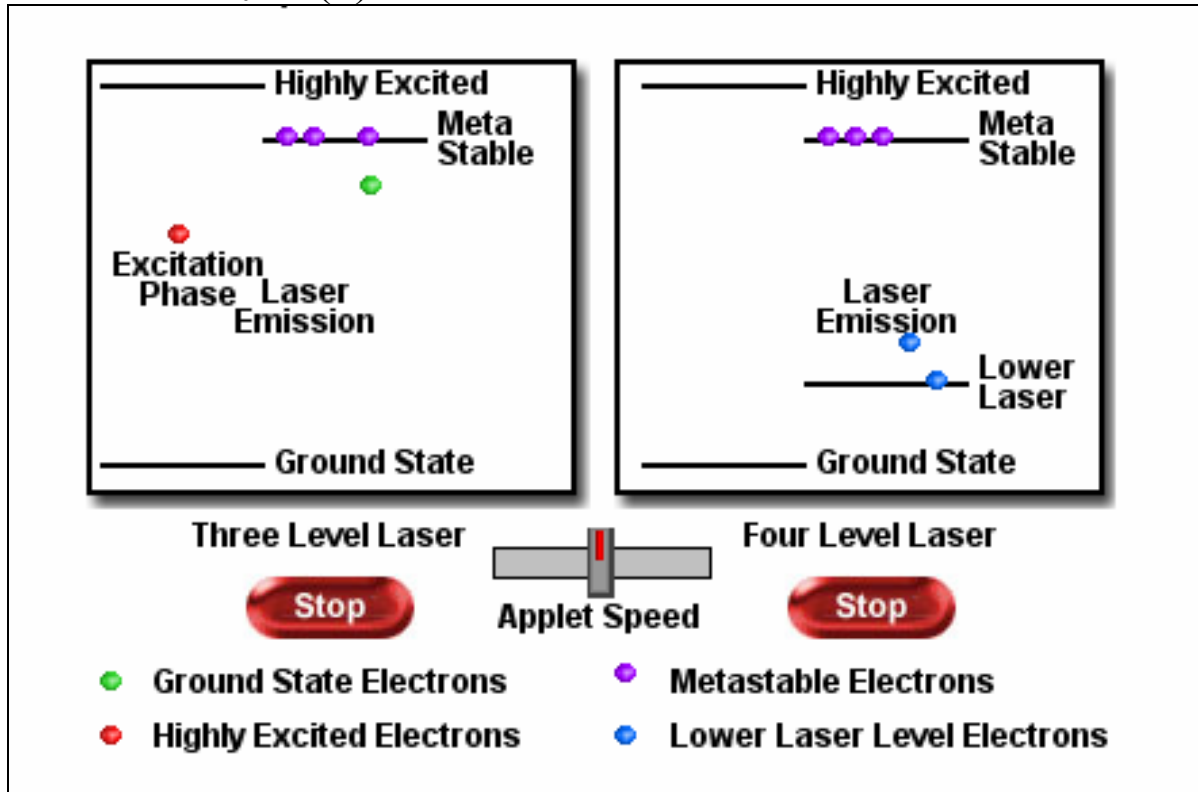 Highly Excited
Meta
Stable
Excitation
Phase
Laser
Emission
Ground State
Highly Excited
Meta
Stable
Laser
Emission
Lower
Laser
Ground State
Three Level Laser
Four Level Laser
Stop
Applet Speed
Stop
Ground State Electrons
Metastable Electrons
Highly Excited Electrons
Lower Laser Level Electrons